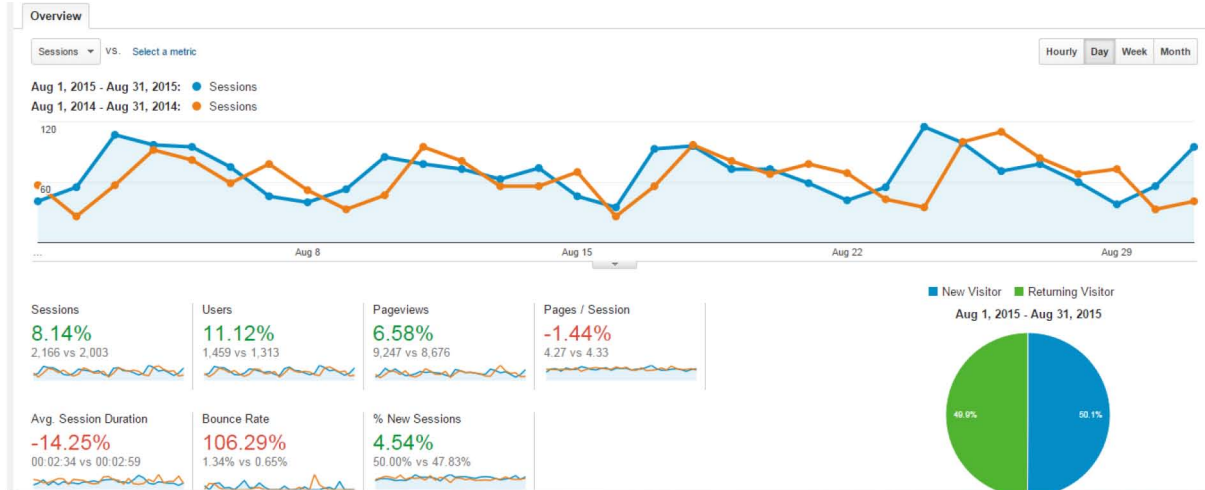 Overview
Sessions VS. Select a metric
Hourly Day Week Month
Aug 1, 2015 - Aug 31, 2015: Sessions
Aug 1, 2014 - Aug 31, 2014: Sessions
120
60
... Aug 8 Aug 15 Aug 22 Aug 29
Sessions
8.14%
2,166 vs 2,003
Users
11.12%
1,459 vs 1,313
Pageviews
6.58%
9,247 vs 8,676
Pages / Session
-1.44%
4.27 vs 4.33
Avg. Session Duration
-14.25%
00:02:34 vs 00:02:59
Bounce Rate
106.29%
1.34% vs 0.65%
% New Sessions
4.54%
50.00% vs 47.83%
New Visitor Returning Visitor
Aug 1, 2015 - Aug 31, 2015
49.9% 50.1%